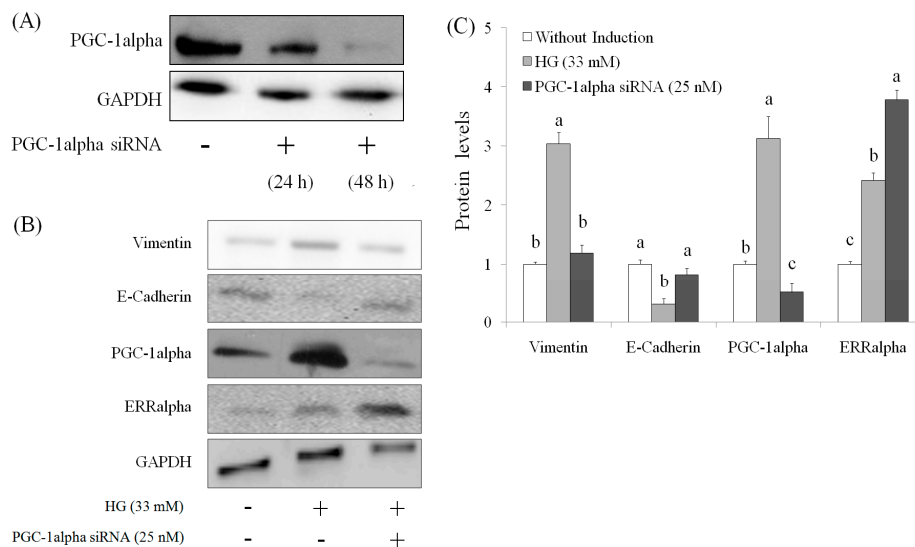 (A)
PGC-1alpha
GAPDH
PGC-1alpha siRNA - + +
(24 h) (48 h)
(B)
Vimentin
E-Cadherin
PGC-1alpha
ERRalpha
GAPDH
HG (33 mM) - + +
PGC-1alpha siRNA (25 nM) - - +
(C)
Without Induction
HG (33 mM)
PGC-1alpha siRNA (25 nM)
Protein levels
5
4
3
2
1
0
b a b
a b a
b a c
c b a
Vimentin E-Cadherin PGC-1alpha ERRalpha